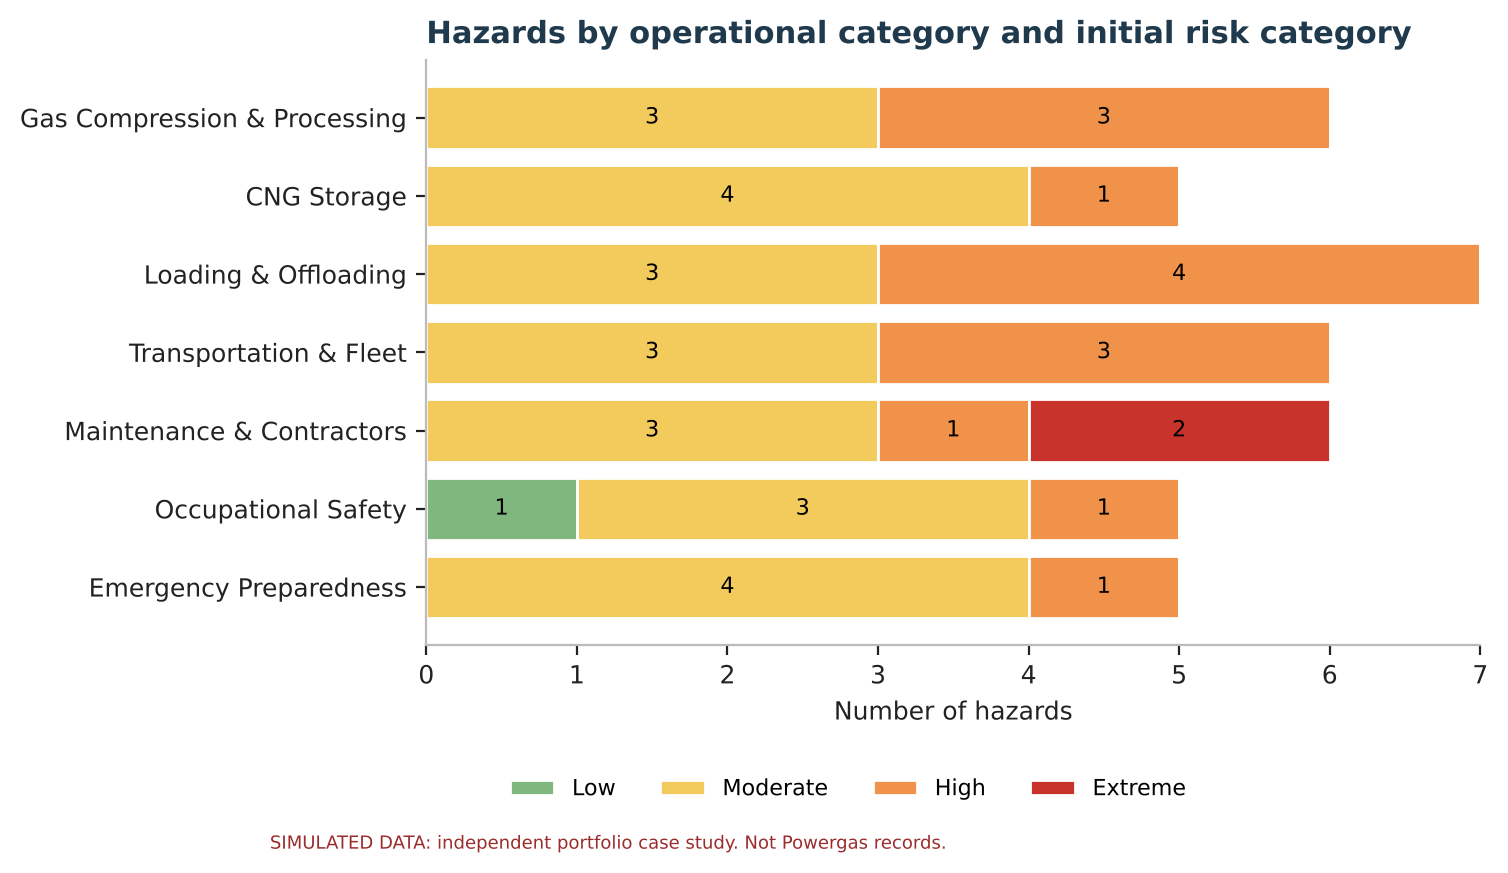 Hazards by operational category and initial risk category
Gas Compression & Processing
3 3
CNG Storage
4 1
Loading & Offloading
3 4
Transportation & Fleet
3 3
Maintenance & Contractors
3 1 2
Occupational Safety
1 3 1
Emergency Preparedness
4 1
0 1 2 3 4 5 6 7
Number of hazards
Low Moderate High Extreme
SIMULATED DATA: independent portfolio case study. Not Powergas records.